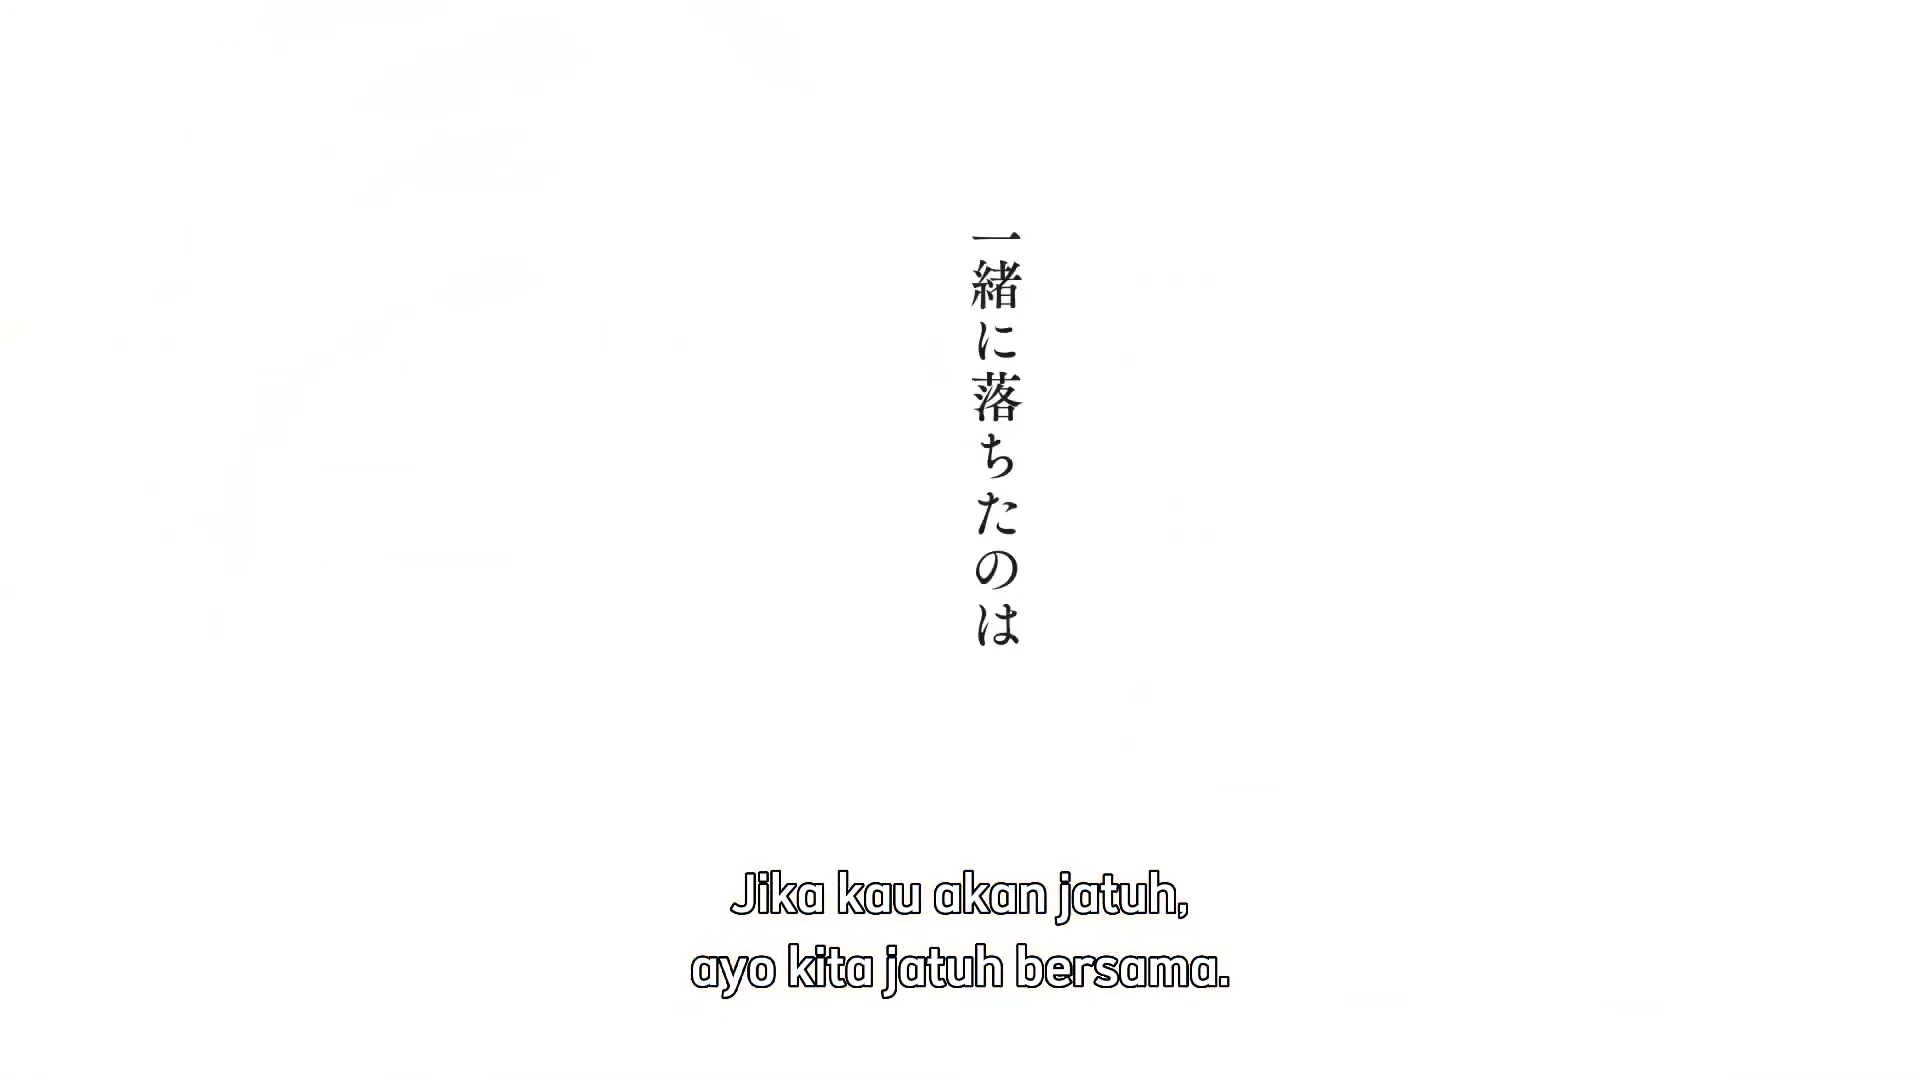 一緒に落ちたのは
Jika kau akan jatuh,
ayo kita jatuh bersama.